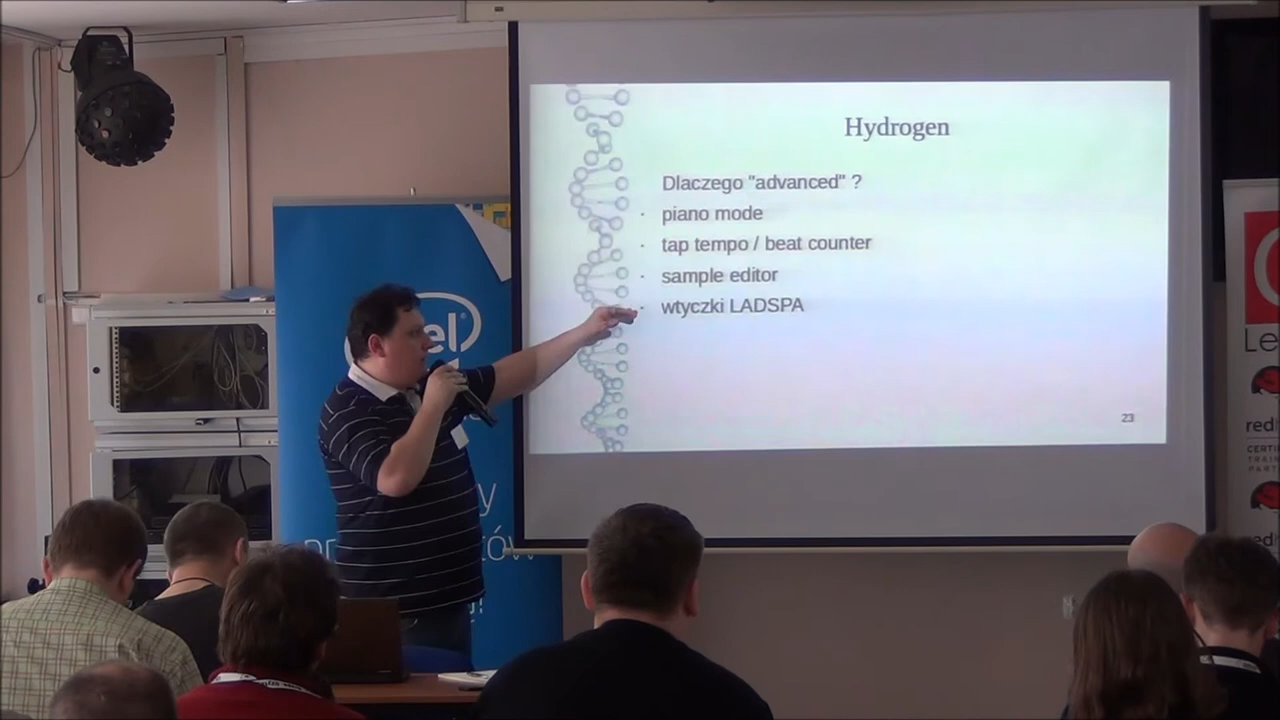 Hydrogen
Dlaczego "advanced" ?
· piano mode
· tap tempo / beat counter
· sample editor
· wtyczki LADSPA
23